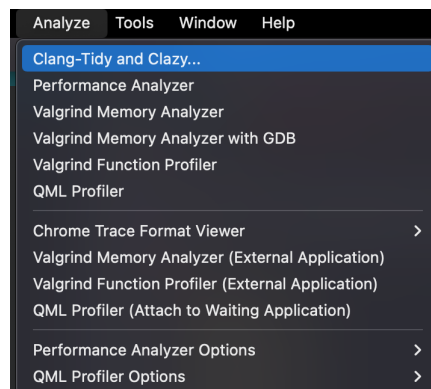 Analyze Tools Window Help
Clang-Tidy and Clazy...
Performance Analyzer
Valgrind Memory Analyzer
Valgrind Memory Analyzer with GDB
Valgrind Function Profiler
QML Profiler
Chrome Trace Format Viewer
Valgrind Memory Analyzer (External Application)
Valgrind Function Profiler (External Application)
QML Profiler (Attach to Waiting Application)
Performance Analyzer Options
QML Profiler Options